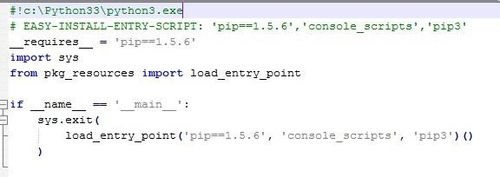 #!c:\Python33\python3.exe
# EASY-INSTALL-ENTRY-SCRIPT: 'pip==1.5.6','console_scripts','pip3'
__requires__ = 'pip==1.5.6'
import sys
from pkg_resources import load_entry_point

if __name__ == '__main__':
    sys.exit(
        load_entry_point('pip==1.5.6', 'console_scripts', 'pip3')()
    )